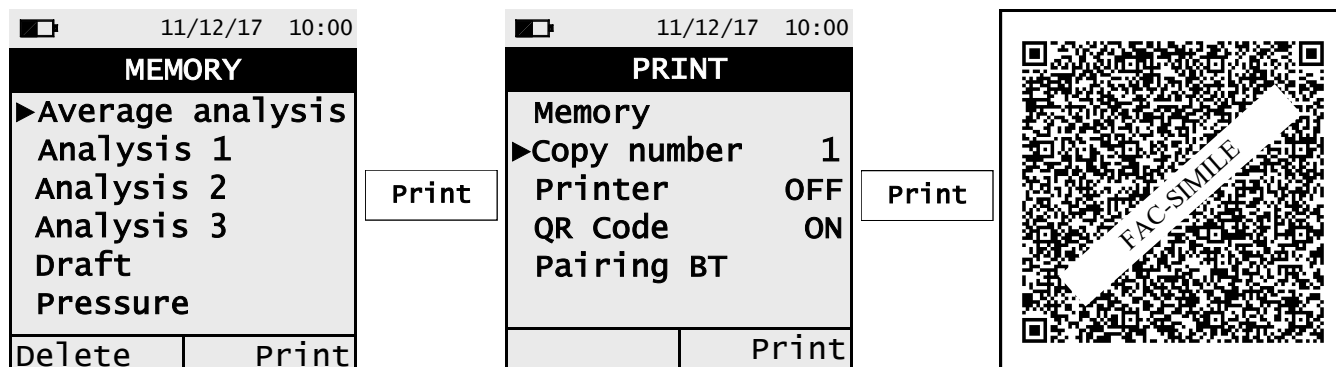 11/12/17 10:00
MEMORY
▶Average analysis
Analysis 1
Analysis 2
Analysis 3
Draft
Pressure
Delete Print
Print
11/12/17 10:00
PRINT
Memory
▶Copy number 1
Printer OFF
QR Code ON
Pairing BT
Print
Print
FAC-SIMILE